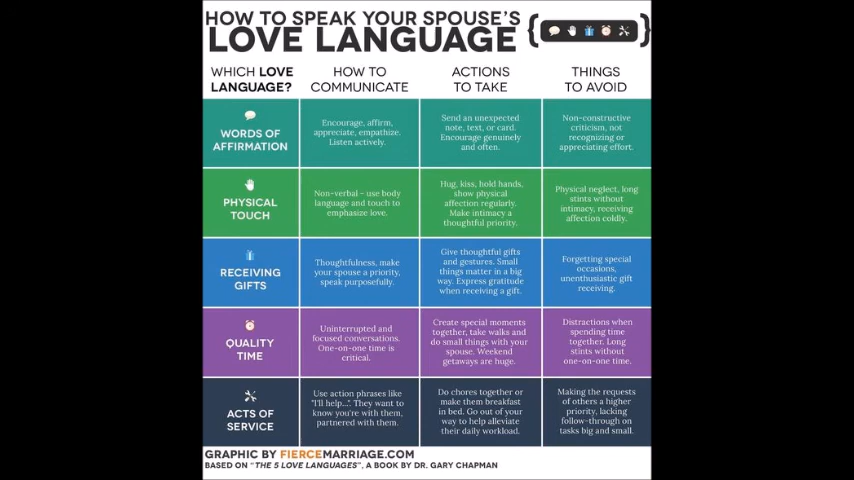 HOW TO SPEAK YOUR SPOUSE'S
LOVE LANGUAGE
WHICH LOVE
LANGUAGE?
HOW TO
COMMUNICATE
ACTIONS
TO TAKE
THINGS
TO AVOID
WORDS OF
AFFIRMATION
Encourage, affirm,
appreciate, empathize.
Listen actively.
Send an unexpected
note, text, or card.
Encourage genuinely
and often.
Non-constructive
criticism, not
recognizing or
appreciating effort.
PHYSICAL
TOUCH
Non-verbal - use body
language and touch to
emphasize love.
Hug, kiss, hold hands,
show physical
affection regularly.
Make intimacy a
thoughtful priority.
Physical neglect, long
stints without
intimacy, receiving
affection coldly.
RECEIVING
GIFTS
Thoughtfulness, make
your spouse a priority,
speak purposefully.
Give thoughtful gifts
and gestures. Small
things matter in a big
way. Express gratitude
when receiving a gift.
Forgetting special
occasions,
unenthusiastic gift
receiving.
QUALITY
TIME
Uninterrupted and
focused conversations.
One-on-one time is
critical.
Create special moments
together, take walks and
do small things with your
spouse. Weekend
getaways are huge.
Distractions when
spending time
together. Long
stints without
one-on-one time.
ACTS OF
SERVICE
Use action phrases like
"I'll help...". They want to
know you're with them,
partnered with them.
Do chores together or
make them breakfast
in bed. Go out of your
way to help alleviate
their daily workload.
Making the requests
of others a higher
priority, lacking
follow-through on
tasks big and small.
GRAPHIC BY FIERCEMARRIAGE.COM
BASED ON "THE 5 LOVE LANGUAGES", A BOOK BY DR. GARY CHAPMAN